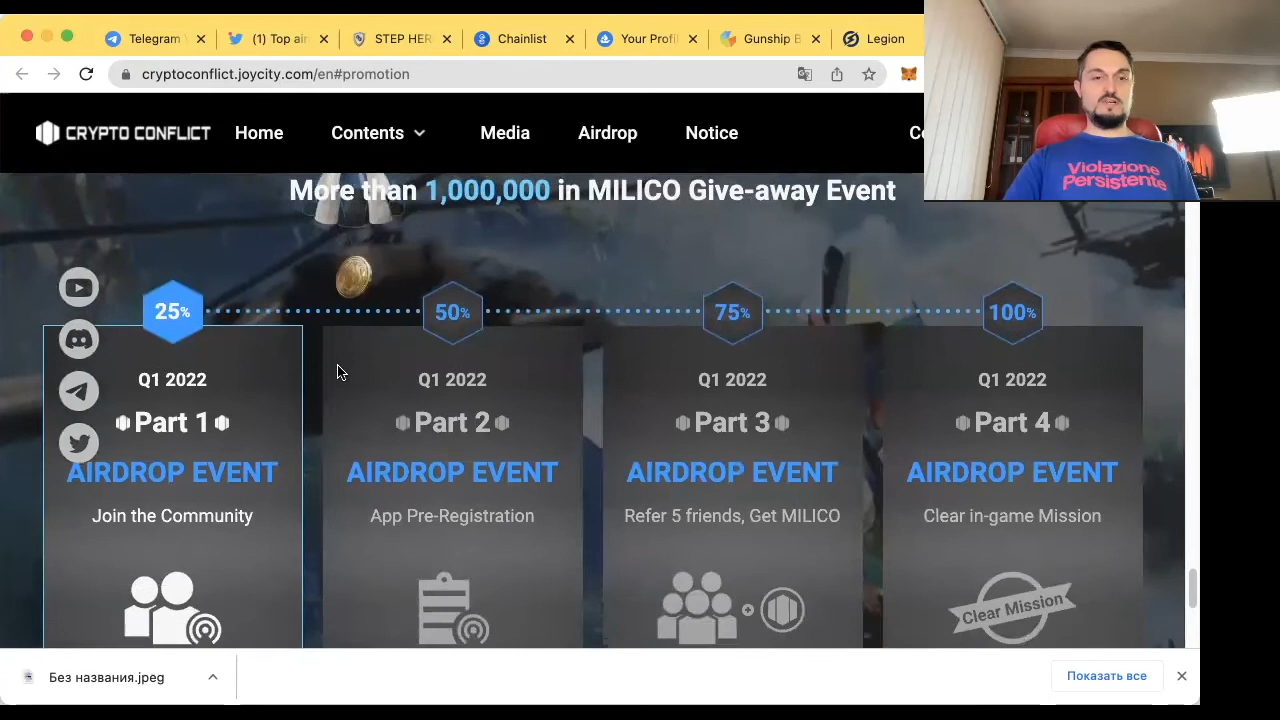 Telegram
(1) Top air
STEP HER
Chainlist
Your Profi
Gunship B
Legion
cryptoconflict.joycity.com/en#promotion
CRYPTO CONFLICT
Home
Contents
Media
Airdrop
Notice
Violazione
Persistente
More than 1,000,000 in MILICO Give-away Event
25%
50%
75%
100%
Q1 2022
Part 1
AIRDROP EVENT
Join the Community
Q1 2022
Part 2
AIRDROP EVENT
App Pre-Registration
Q1 2022
Part 3
AIRDROP EVENT
Refer 5 friends, Get MILICO
Q1 2022
Part 4
AIRDROP EVENT
Clear in-game Mission
Clear Mission
Без названия.jpeg
Показать все